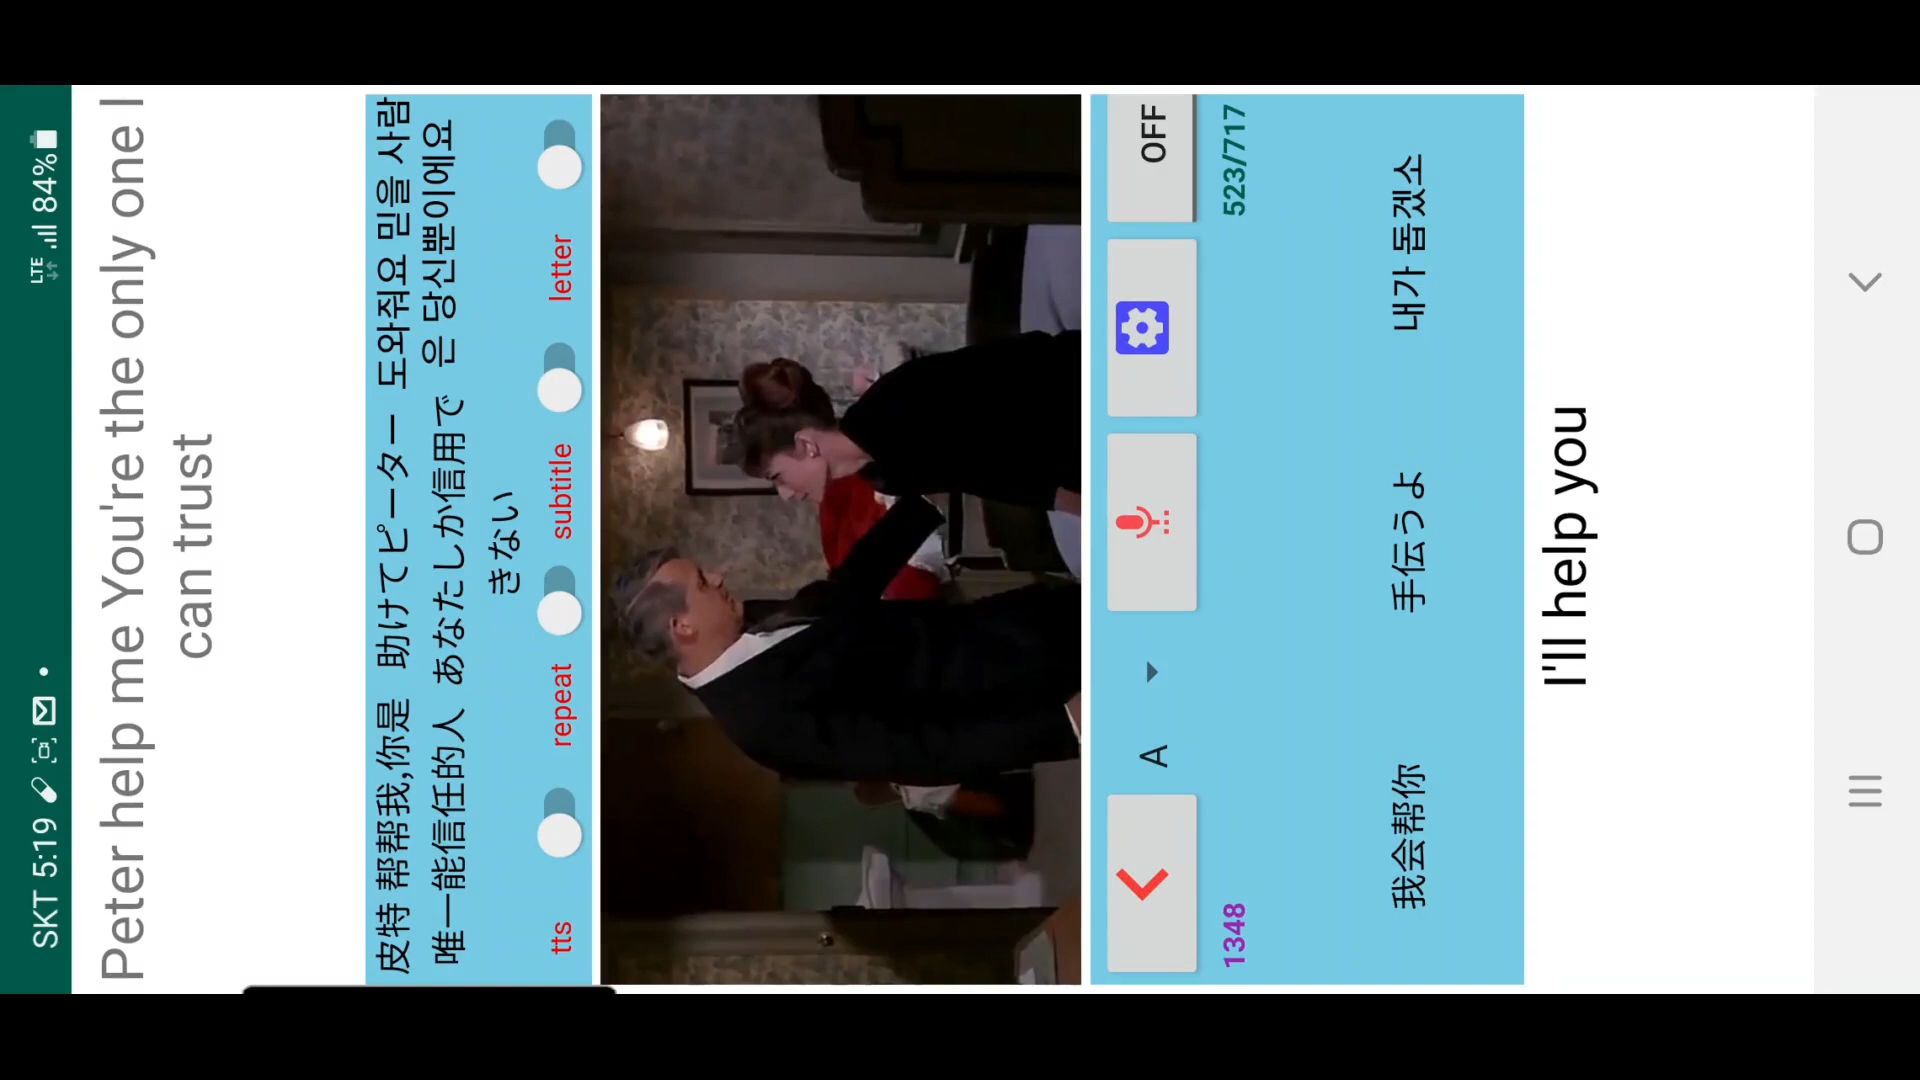 SKT 5:19
LTE
84%
Peter help me You're the only one I
can trust
皮特 帮帮我,你是
唯一能信任的人
助けてピーター
あなたしか信用で
きない
도와줘요 믿을 사람
은 당신뿐이에요
tts
repeat
subtitle
letter
A
OFF
1348
523/717
我会帮你
手伝うよ
내가 돕겠소
I'll help you